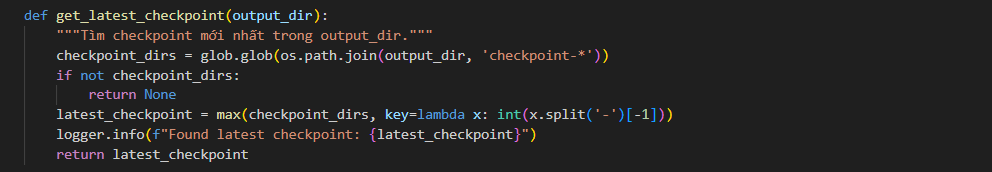 def get_latest_checkpoint(output_dir):
    """Tìm checkpoint mới nhất trong output_dir."""
    checkpoint_dirs = glob.glob(os.path.join(output_dir, 'checkpoint-*'))
    if not checkpoint_dirs:
        return None
    latest_checkpoint = max(checkpoint_dirs, key=lambda x: int(x.split('-')[-1]))
    logger.info(f"Found latest checkpoint: {latest_checkpoint}")
    return latest_checkpoint